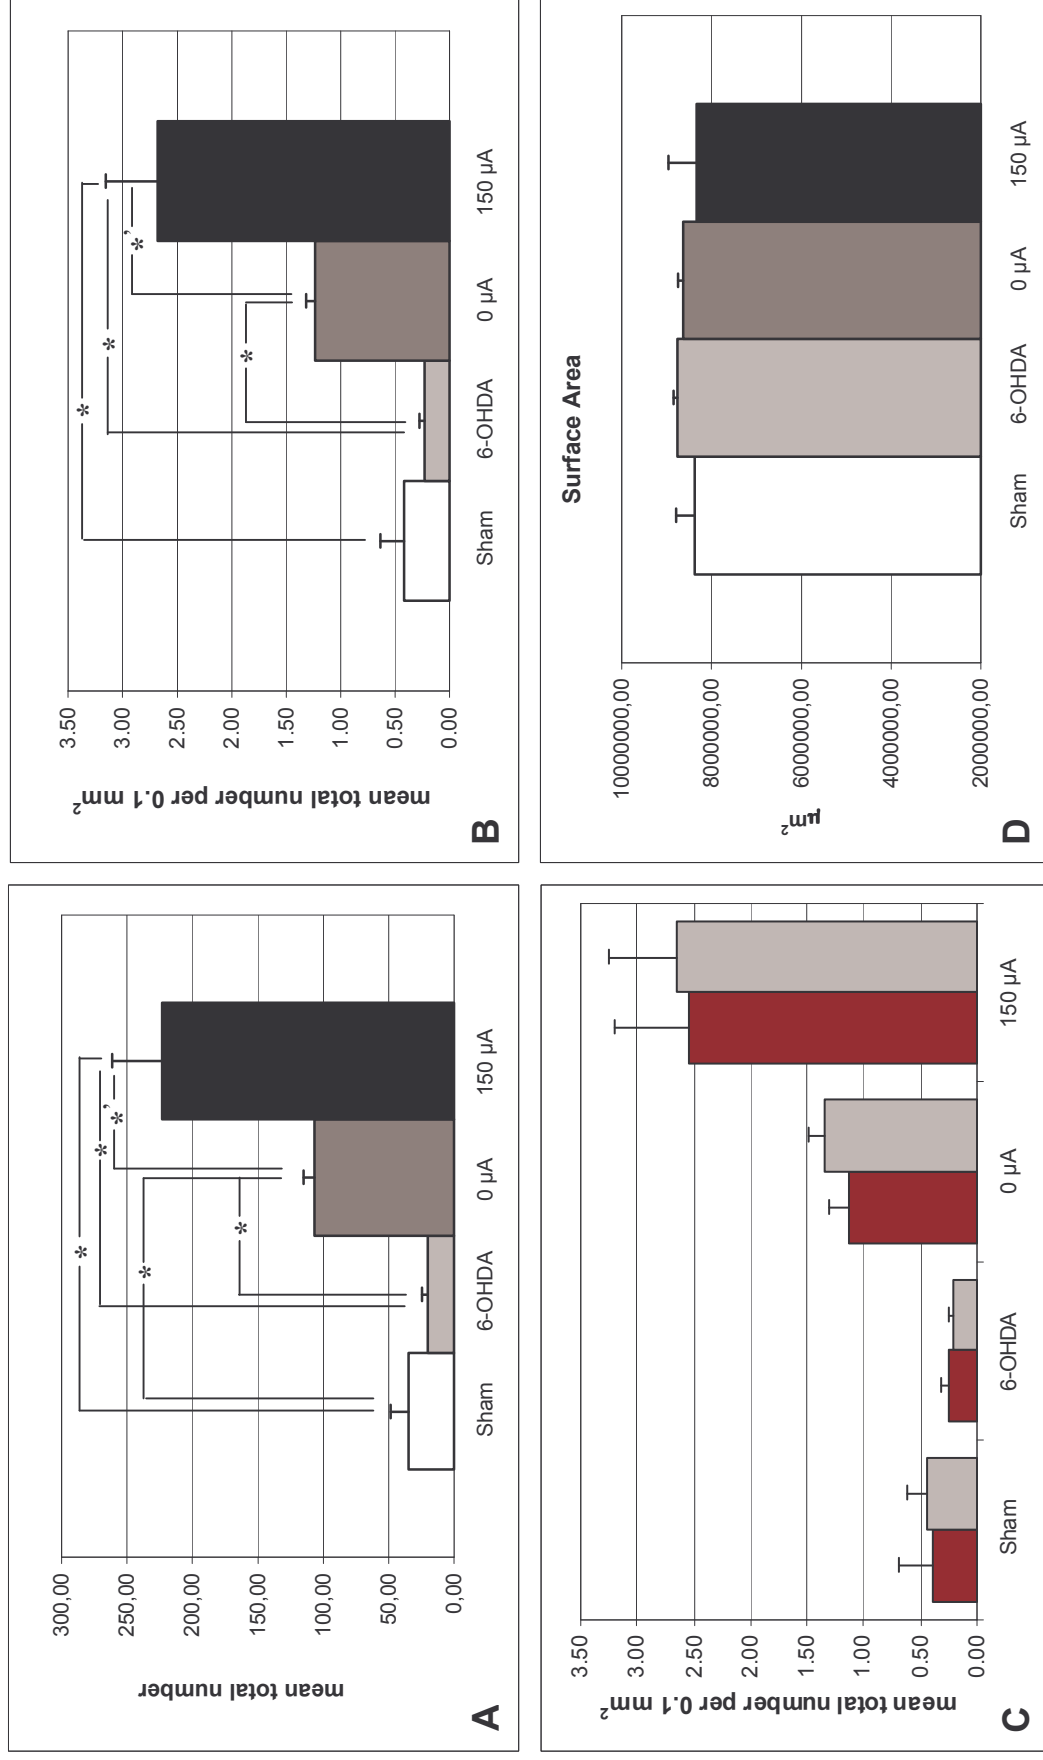 A
mean total number
300,00
250,00
200,00
150,00
100,00
50,00
0,00
Sham
6-OHDA
0 µA
150 µA
*
*
*
*'
*
B
mean total number per 0.1 mm²
3.50
3.00
2.50
2.00
1.50
1.00
0.50
0.00
Sham
6-OHDA
0 µA
150 µA
*
*
*'
*
C
mean total number per 0.1 mm²
3.50
3.00
2.50
2.00
1.50
1.00
0.50
0.00
Sham
6-OHDA
0 µA
150 µA
D
Surface Area
µm²
10000000,00
8000000,00
6000000,00
4000000,00
2000000,00
Sham
6-OHDA
0 µA
150 µA